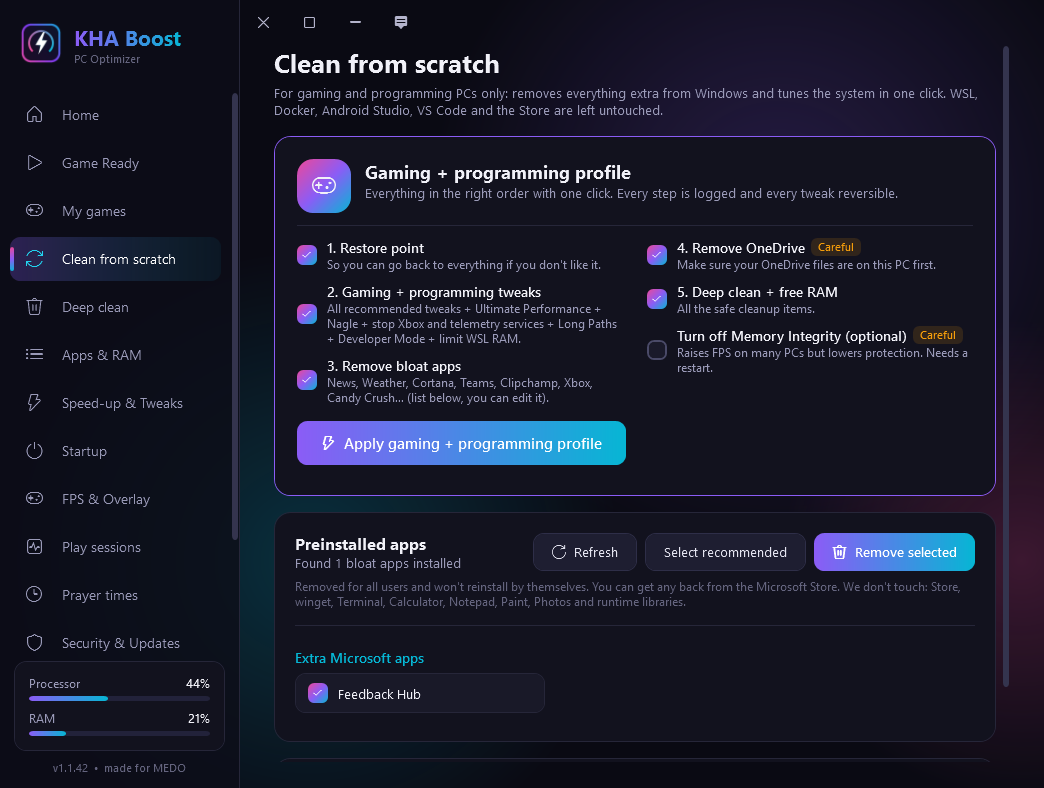 KHA Boost
PC Optimizer
Home
Game Ready
My games
Clean from scratch
Deep clean
Apps & RAM
Speed-up & Tweaks
Startup
FPS & Overlay
Play sessions
Prayer times
Security & Updates
Processor 44%
RAM 21%
v1.1.42 • made for MEDO
Clean from scratch
For gaming and programming PCs only: removes everything extra from Windows and tunes the system in one click. WSL,
Docker, Android Studio, VS Code and the Store are left untouched.
Gaming + programming profile
Everything in the right order with one click. Every step is logged and every tweak reversible.
1. Restore point
So you can go back to everything if you don't like it.
2. Gaming + programming tweaks
All recommended tweaks + Ultimate Performance +
Nagle + stop Xbox and telemetry services + Long Paths
+ Developer Mode + limit WSL RAM.
3. Remove bloat apps
News, Weather, Cortana, Teams, Clipchamp, Xbox,
Candy Crush... (list below, you can edit it).
4. Remove OneDrive Careful
Make sure your OneDrive files are on this PC first.
5. Deep clean + free RAM
All the safe cleanup items.
Turn off Memory Integrity (optional) Careful
Raises FPS on many PCs but lowers protection. Needs a
restart.
Apply gaming + programming profile
Preinstalled apps
Found 1 bloat apps installed
Refresh
Select recommended
Remove selected
Removed for all users and won't reinstall by themselves. You can get any back from the Microsoft Store. We don't touch: Store,
winget, Terminal, Calculator, Notepad, Paint, Photos and runtime libraries.
Extra Microsoft apps
Feedback Hub